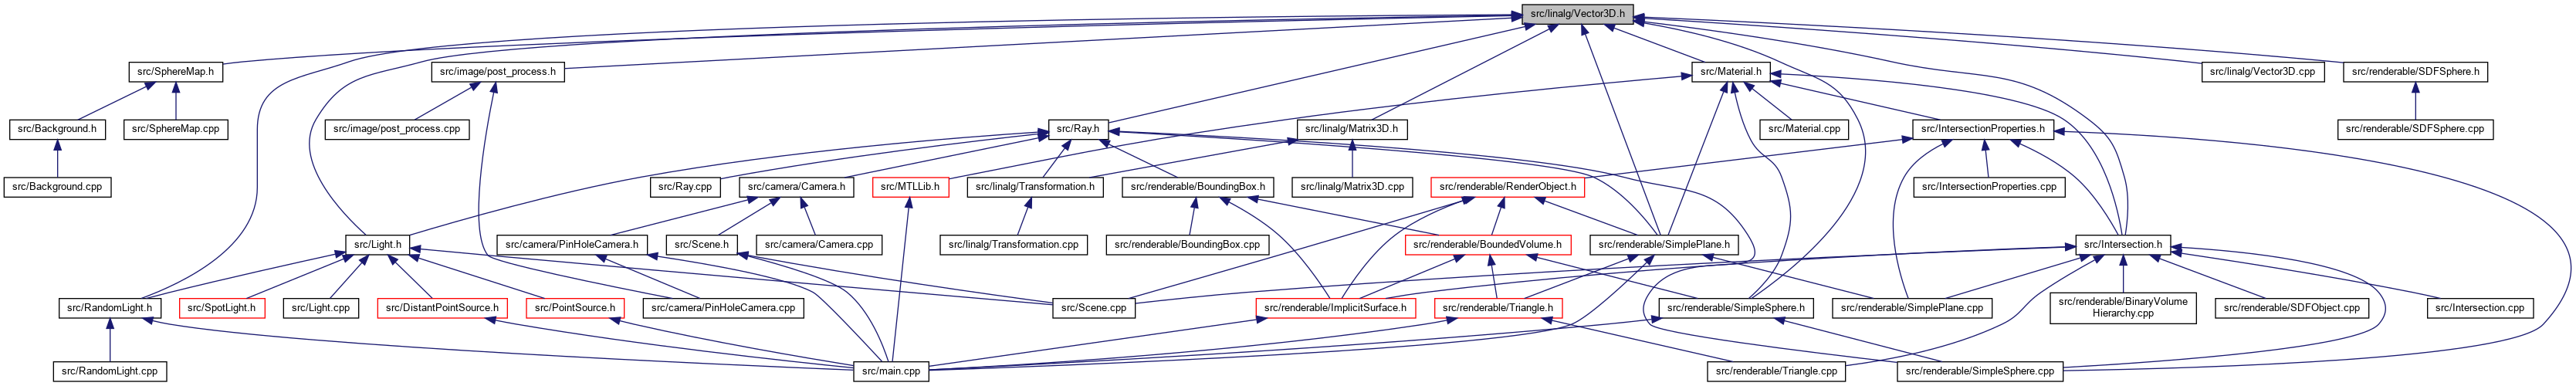 src/linalg/Vector3D.h
src/SphereMap.h
src/image/post_process.h
src/Material.h
src/linalg/Vector3D.cpp
src/renderable/SDFSphere.h
src/Background.h
src/SphereMap.cpp
src/image/post_process.cpp
src/Ray.h
src/linalg/Matrix3D.h
src/Material.cpp
src/IntersectionProperties.h
src/renderable/SDFSphere.cpp
src/Background.cpp
src/Ray.cpp
src/camera/Camera.h
src/MTLLib.h
src/linalg/Transformation.h
src/renderable/BoundingBox.h
src/linalg/Matrix3D.cpp
src/renderable/RenderObject.h
src/IntersectionProperties.cpp
src/Light.h
src/camera/PinHoleCamera.h
src/Scene.h
src/camera/Camera.cpp
src/linalg/Transformation.cpp
src/renderable/BoundingBox.cpp
src/renderable/BoundedVolume.h
src/renderable/SimplePlane.h
src/Intersection.h
src/RandomLight.h
src/SpotLight.h
src/Light.cpp
src/DistantPointSource.h
src/PointSource.h
src/camera/PinHoleCamera.cpp
src/Scene.cpp
src/renderable/ImplicitSurface.h
src/renderable/Triangle.h
src/renderable/SimpleSphere.h
src/renderable/SimplePlane.cpp
src/renderable/BinaryVolume
Hierarchy.cpp
src/renderable/SDFObject.cpp
src/Intersection.cpp
src/RandomLight.cpp
src/main.cpp
src/renderable/Triangle.cpp
src/renderable/SimpleSphere.cpp